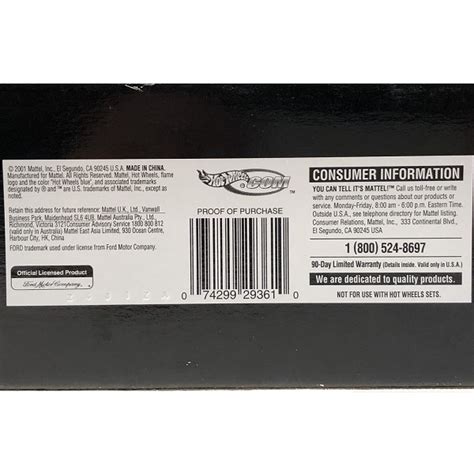 © 2001 Mattel, Inc., El Segundo, CA 90245 U.S.A. MADE IN CHINA.
Manufactured for Mattel. All Rights Reserved. Mattel, Hot Wheels, flame
logo and the color "Hot Wheels blue", and associated trademarks
designated by ® and ™ are U.S. trademarks of Mattel, Inc., except as
noted.
Retain this address for future reference: Mattel U.K., Ltd., Vanwall
Business Park, Maidenhead SL6 4UB. Mattel Australia Pty., Ltd.,
Richmond, Victoria 3121 Consumer Advisory Service 1800 800 812
(valid only in Australia) Mattel East Asia Limited, 930 Ocean Centre,
Harbour City, HK, China
FORD trademark used under license from Ford Motor Company.
Official Licensed Product
Ford Motor Company
Hot Wheels .COM™
PROOF OF PURCHASE
0 74299 29361 0
CONSUMER INFORMATION
YOU CAN TELL IT'S MATTEL!™ Call us toll-free or write
with any comments or questions about our products or
service. Monday-Friday, 8:00 am - 6:00 p.m. Eastern Time.
Outside U.S.A., see telephone directory for Mattel listing.
Consumer Relations, Mattel, Inc., 333 Continental Blvd.,
El Segundo, CA 90245 USA
1 (800) 524-8697
90-Day Limited Warranty (Details inside. Valid only in U.S.A.)
We are dedicated to quality products.
NOT FOR USE WITH HOT WHEELS SETS.